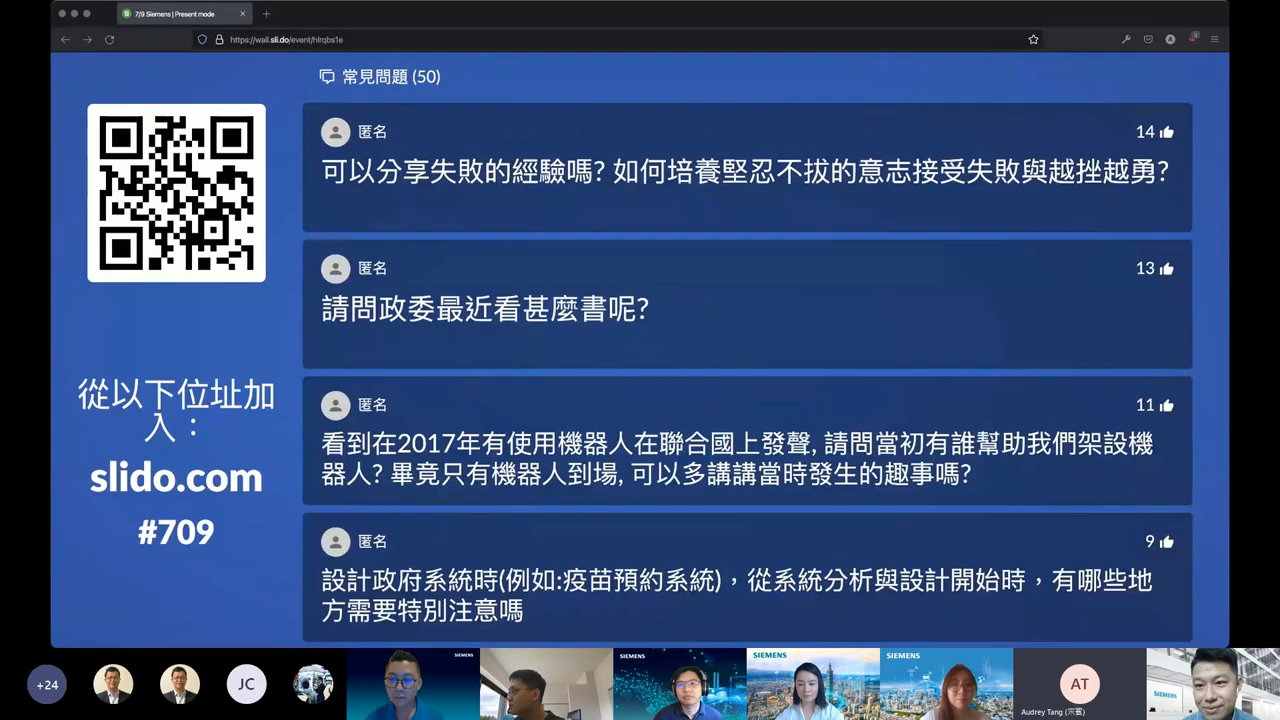 7/9 Siemens | Present mode
https://wall.sli.do/event/hlrqbs1e
常見問題 (50)
匿名
14
可以分享失敗的經驗嗎? 如何培養堅忍不拔的意志接受失敗與越挫越勇?
匿名
13
請問政委最近看甚麼書呢?
匿名
11
看到在2017年有使用機器人在聯合國上發聲, 請問當初有誰幫助我們架設機
器人? 畢竟只有機器人到場, 可以多講講當時發生的趣事嗎?
匿名
9
設計政府系統時(例如:疫苗預約系統)，從系統分析與設計開始時，有哪些地
方需要特別注意嗎
從以下位址加
入：
slido.com
#709
+24
JC
SIEMENS
SIEMENS
SIEMENS
SIEMENS
AT
Audrey Tang (來賓)
SIEMENS